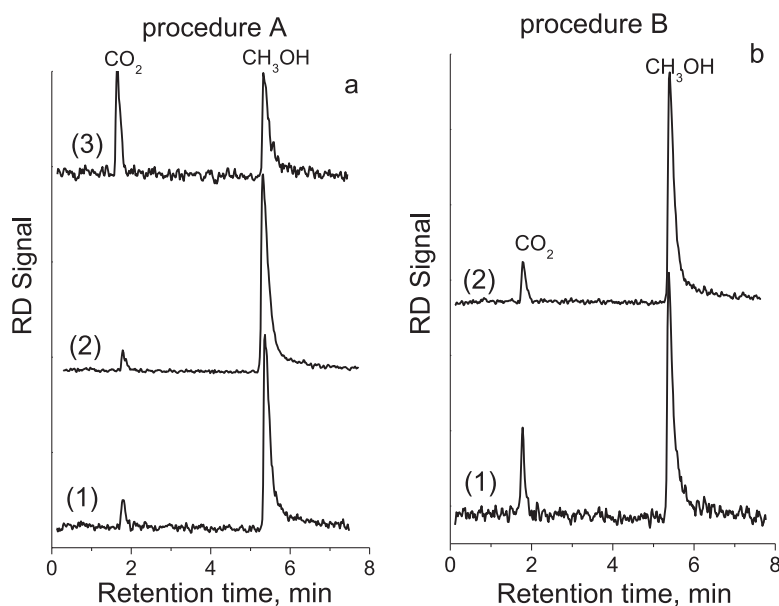 procedure A
CO₂
CH₃OH
a
(3)
(2)
(1)
RD Signal
0 2 4 6 8
Retention time, min
procedure B
b
CH₃OH
CO₂
(2)
(1)
RD Signal
0 2 4 6 8
Retention time, min